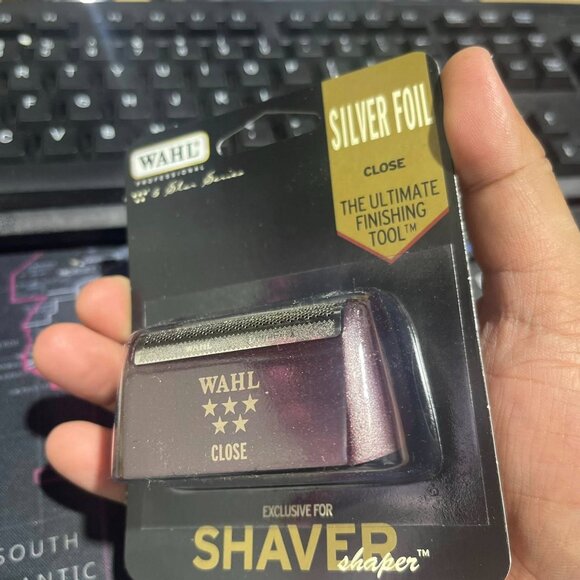 WAHL®
PROFESSIONAL
5 Star Series
SILVER FOIL
CLOSE
THE ULTIMATE
FINISHING
TOOL™
WAHL
WAHL
CLOSE
EXCLUSIVE FOR
SHAVER
shaper™
SOUTH